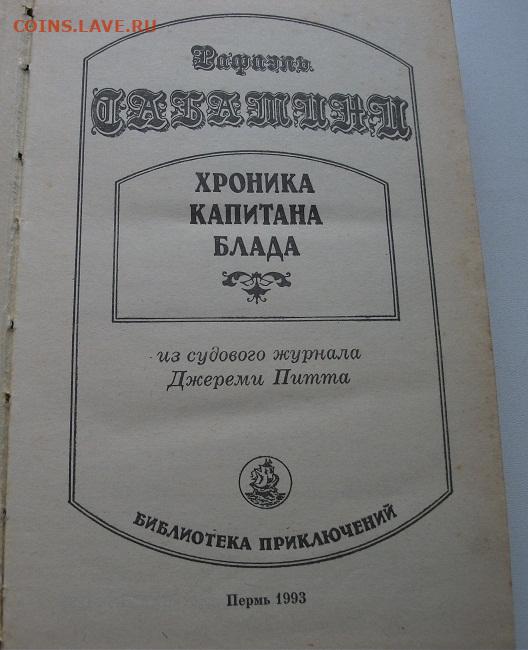 COINS.LAVE.RU
Рафаэль
САБАТИНИ
ХРОНИКА
КАПИТАНА
БЛАДА
из судового журнала
Джереми Питта
БИБЛИОТЕКА ПРИКЛЮЧЕНИЙ
Пермь 1993